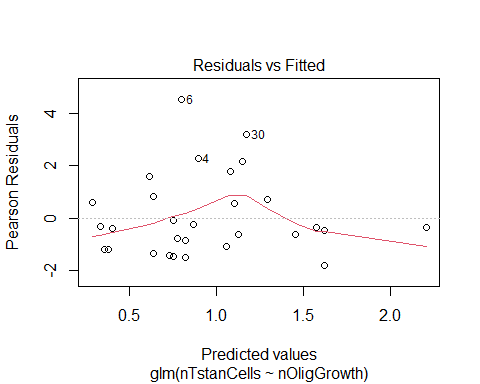 Residuals vs Fitted
Pearson Residuals
4
2
0
-2
6
30
4
0.5 1.0 1.5 2.0
Predicted values
glm(nTstanCells ~ nOligGrowth)